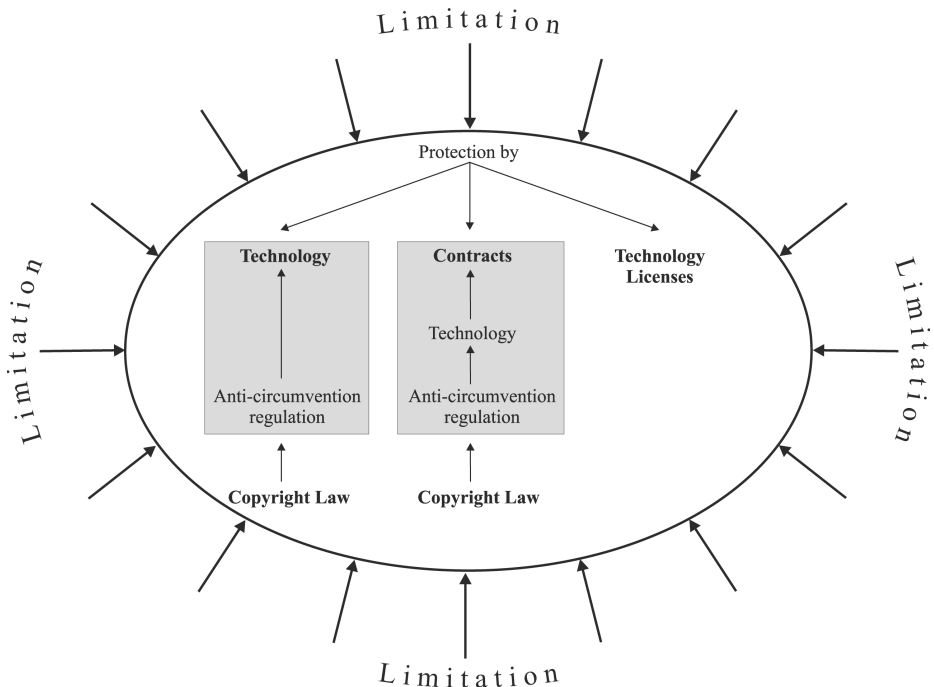 Limitation
Protection by
Technology
Contracts
Technology
Licenses
Limitation
Limitation
Technology
Anti-circumvention
regulation
Anti-circumvention
regulation
Copyright Law
Copyright Law
Limitation